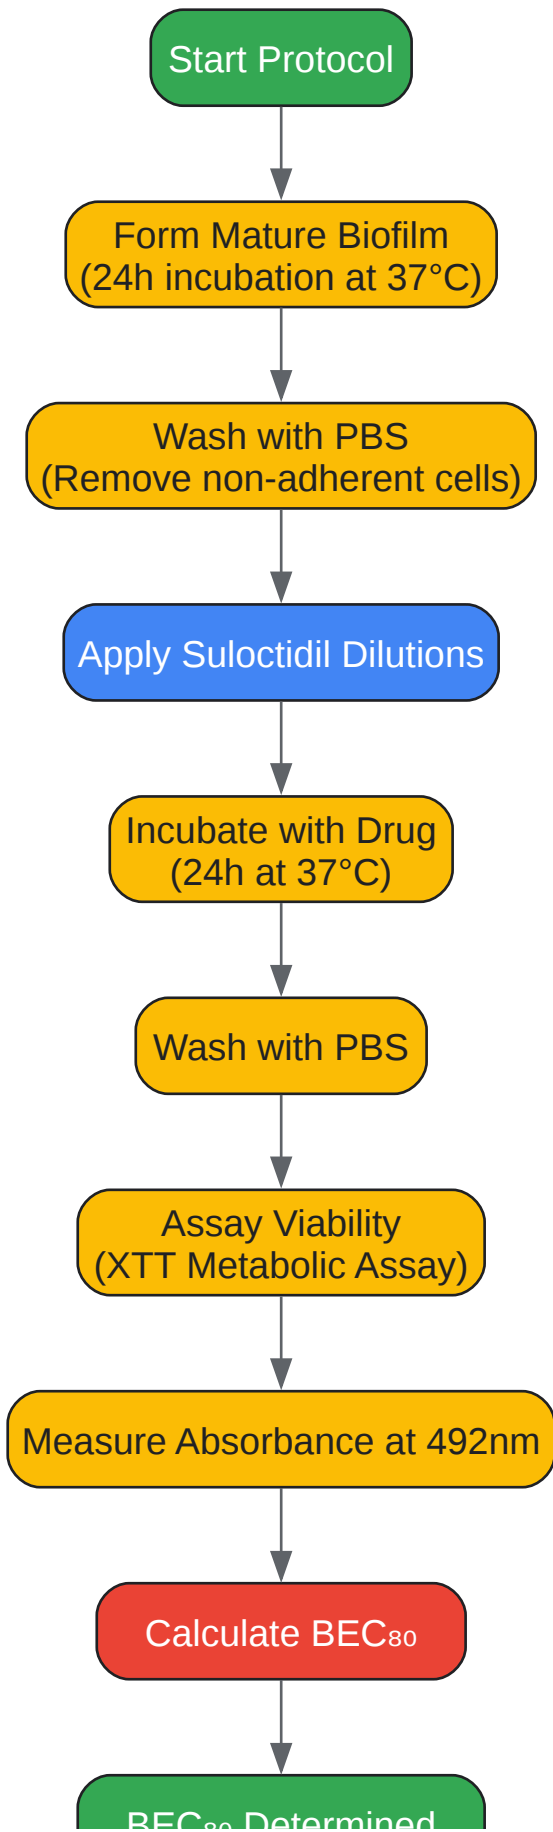 Start Protocol
Form Mature Biofilm
(24h incubation at 37°C)
Wash with PBS
(Remove non-adherent cells)
Apply Suloctidil Dilutions
Incubate with Drug
(24h at 37°C)
Wash with PBS
Assay Viability
(XTT Metabolic Assay)
Measure Absorbance at 492nm
Calculate BEC₈₀
BEC₈₀ Determined